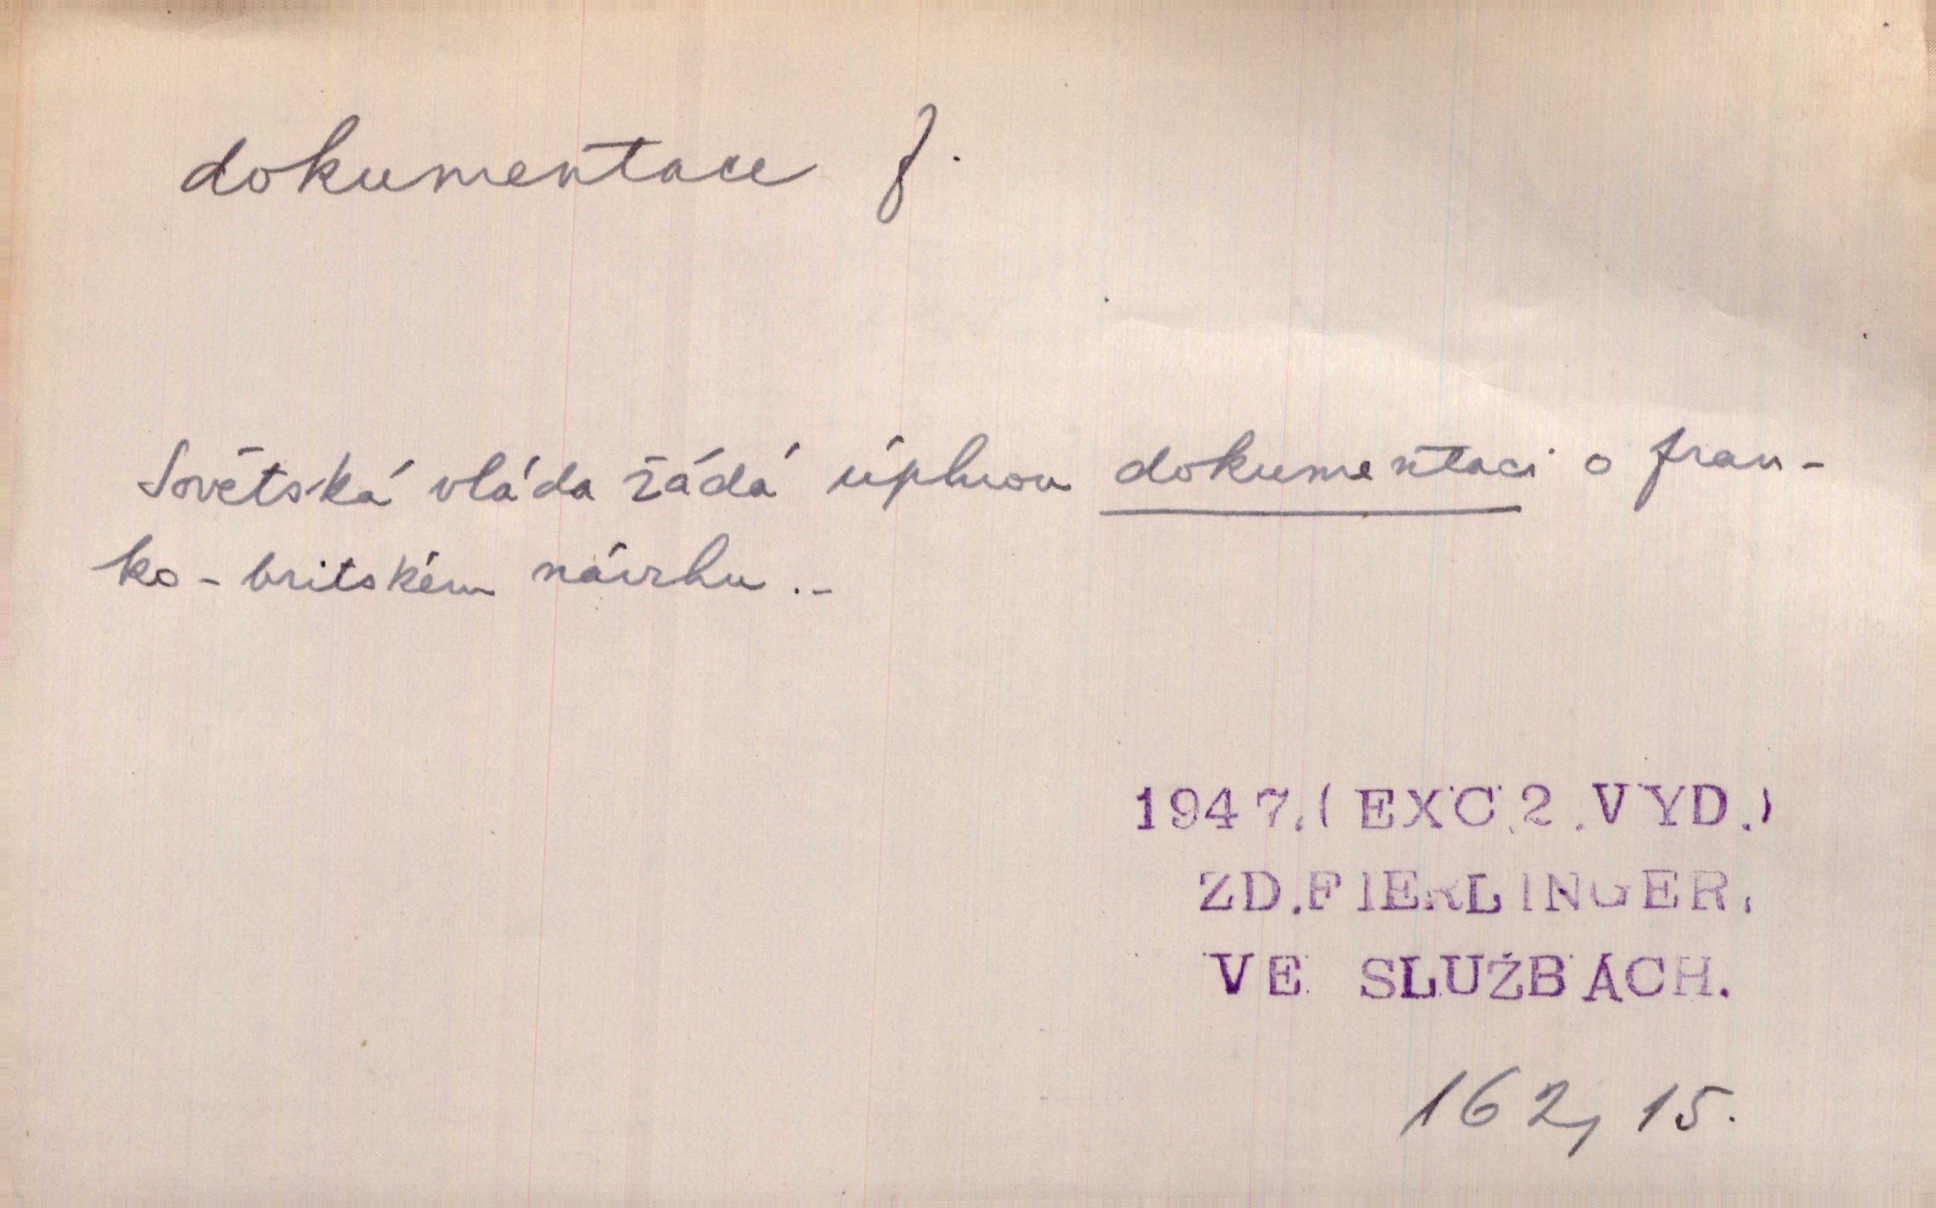 dokumentace f.
Sovětská vláda žádá úplnou dokumentaci o fran-
ko-britském návrhu ..-
1947.(EXC.2.VYD.)
ZD.FIERLINGER,
VE SLUŽBÁCH.
162, 15.